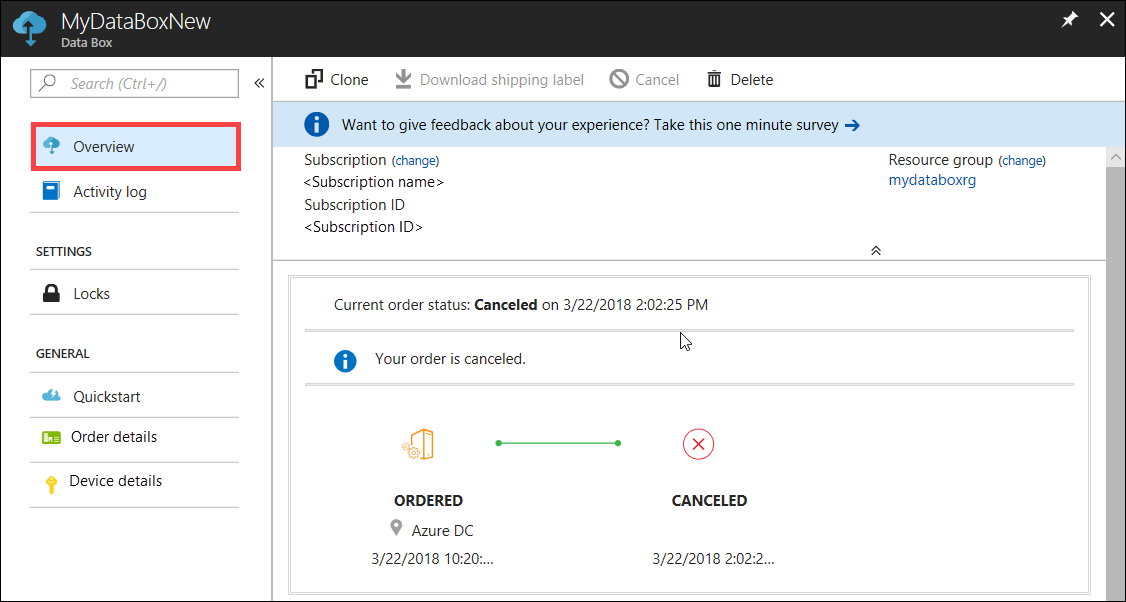 MyDataBoxNew
Data Box
Search (Ctrl+/)
Overview
Activity log
SETTINGS
Locks
GENERAL
Quickstart
Order details
Device details
Clone Download shipping label Cancel Delete
Want to give feedback about your experience? Take this one minute survey
Subscription (change)
<Subscription name>
Subscription ID
<Subscription ID>
Resource group (change)
mydataboxrg
Current order status: Canceled on 3/22/2018 2:02:25 PM
Your order is canceled.
ORDERED CANCELED
Azure DC
3/22/2018 10:20:... 3/22/2018 2:02:2...